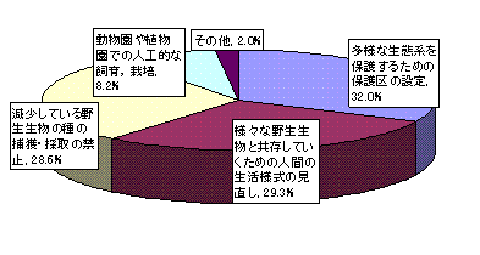 動物園や植物
園での人工的な
飼育，栽培，
8.2%
その他，2.0%
多様な生態系を
保護するための
保護区の設定，
32.0%
減少している野
生生物の種の
捕獲・採取の禁
止，28.6%
様々な野生生
物と共存してい
くための人間の
生活様式の見
直し，29.3%